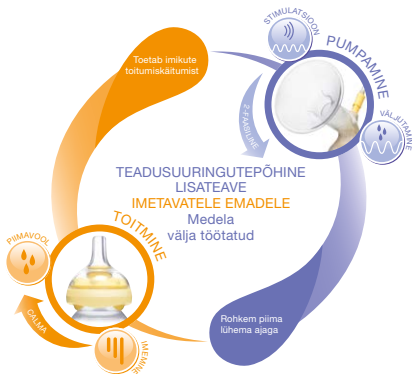 STIMULATSIOON
PUMPAMINE
Toetab imikute
toitumiskäitumist
2-FAASILINE
VÄLJUTAMINE
TEADUSUURINGUTEPÕHINE
LISATEAVE
IMETAVATELE EMADELE
Medela
välja töötatud
TOITMINE
PIIMAVOOL
CALMA
IMEMINE
Rohkem piima
lühema ajaga